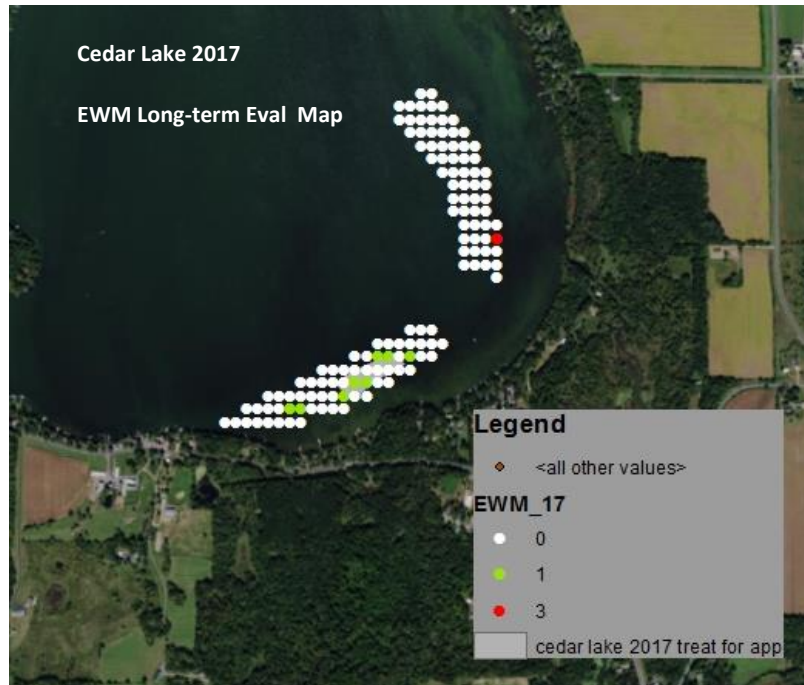 Cedar Lake 2017
EWM Long-term Eval Map
Legend
<all other values>
EWM_17
0
1
3
cedar lake 2017 treat for app